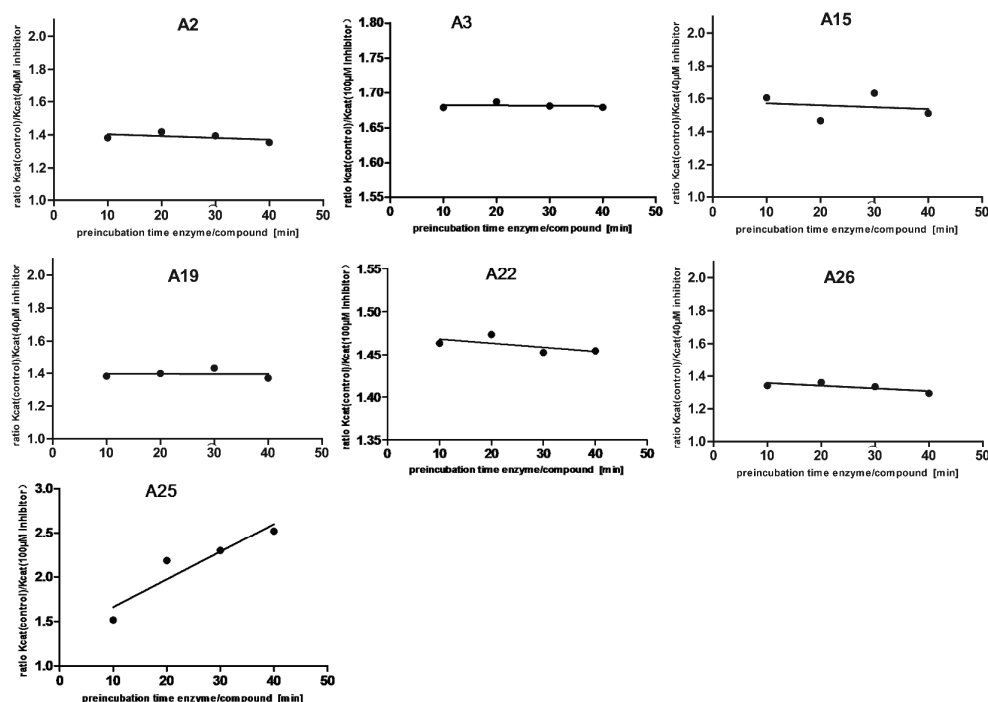 A2
ratio Kcat(control)/Kcat(40µM inhibitor
2.0
1.8
1.6
1.4
1.2
1.0
0 10 20 30 40 50
preincubation time enzyme/compound [min]
A3
ratio Kcat(control)/Kcat(100µM inhibitor)
1.80
1.75
1.70
1.65
1.60
1.55
0 10 20 30 40 50
preincubation time enzyme/compound [min]
A15
ratio Kcat(control)/Kcat(40µM inhibitor
2.0
1.8
1.6
1.4
1.2
1.0
0 10 20 30 40 50
preincubation time enzyme/compound [min]
A19
ratio Kcat(control)/Kcat(40µM inhibitor
2.0
1.8
1.6
1.4
1.2
1.0
0 10 20 30 40 50
preincubation time enzyme/compound [min]
A22
ratio Kcat(control)/Kcat(100µM inhibitor)
1.55
1.50
1.45
1.40
1.35
0 10 20 30 40 50
preincubation time enzyme/compound [min]
A26
ratio Kcat(control)/Kcat(40µM inhibitor
2.0
1.8
1.6
1.4
1.2
1.0
0 10 20 30 40 50
preincubation time enzyme/compound [min]
A25
ratio Kcat(control)/Kcat(100µM Inhibitor)
3.0
2.5
2.0
1.5
1.0
0 10 20 30 40 50
preincubation time enzyme/compound [min]